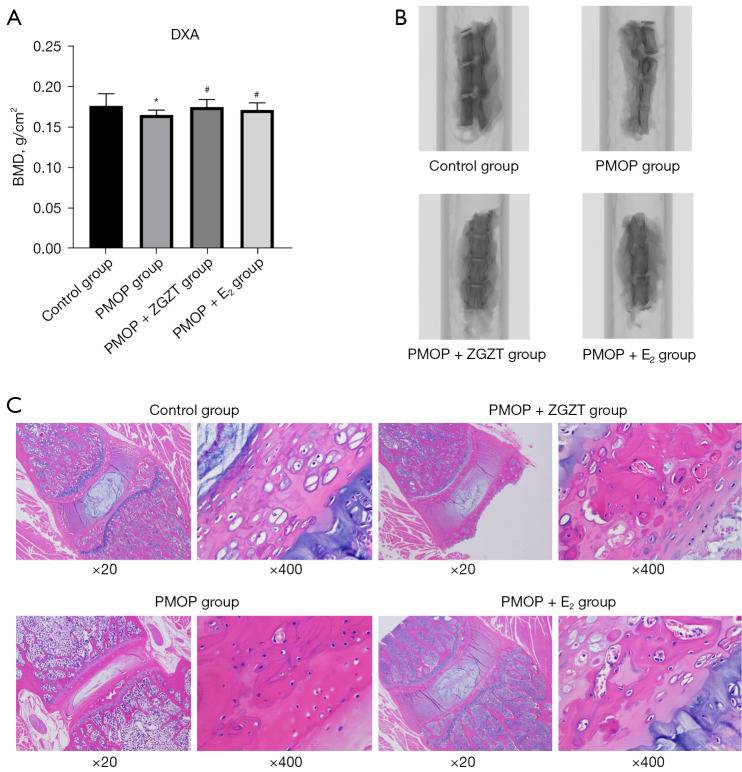 A
DXA
BMD, g/cm²
0.25
0.20
0.15
0.10
0.05
0.00
*
#
#
Control group
PMOP group
PMOP + ZGZT group
PMOP + E₂ group
B
Control group
PMOP group
PMOP + ZGZT group
PMOP + E₂ group
C
Control group
PMOP + ZGZT group
×20
×400
×20
×400
PMOP group
PMOP + E₂ group
×20
×400
×20
×400